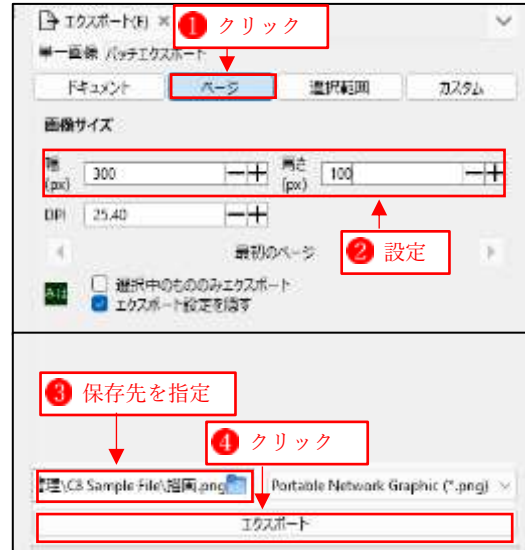 エクスポート(E) ×
❶ クリック
単一画像 バッチエクスポート
ドキュメント ページ 選択範囲 カスタム
画像サイズ
幅(px) 300 −+ 高さ(px) 100 −+
DPI 25.40 −+
最初のページ
❷ 設定
選択中のもののみエクスポート
エクスポート設定を隠す
❸ 保存先を指定
❹ クリック
理\C8 Sample File\描画.png Portable Network Graphic (*.png)
エクスポート